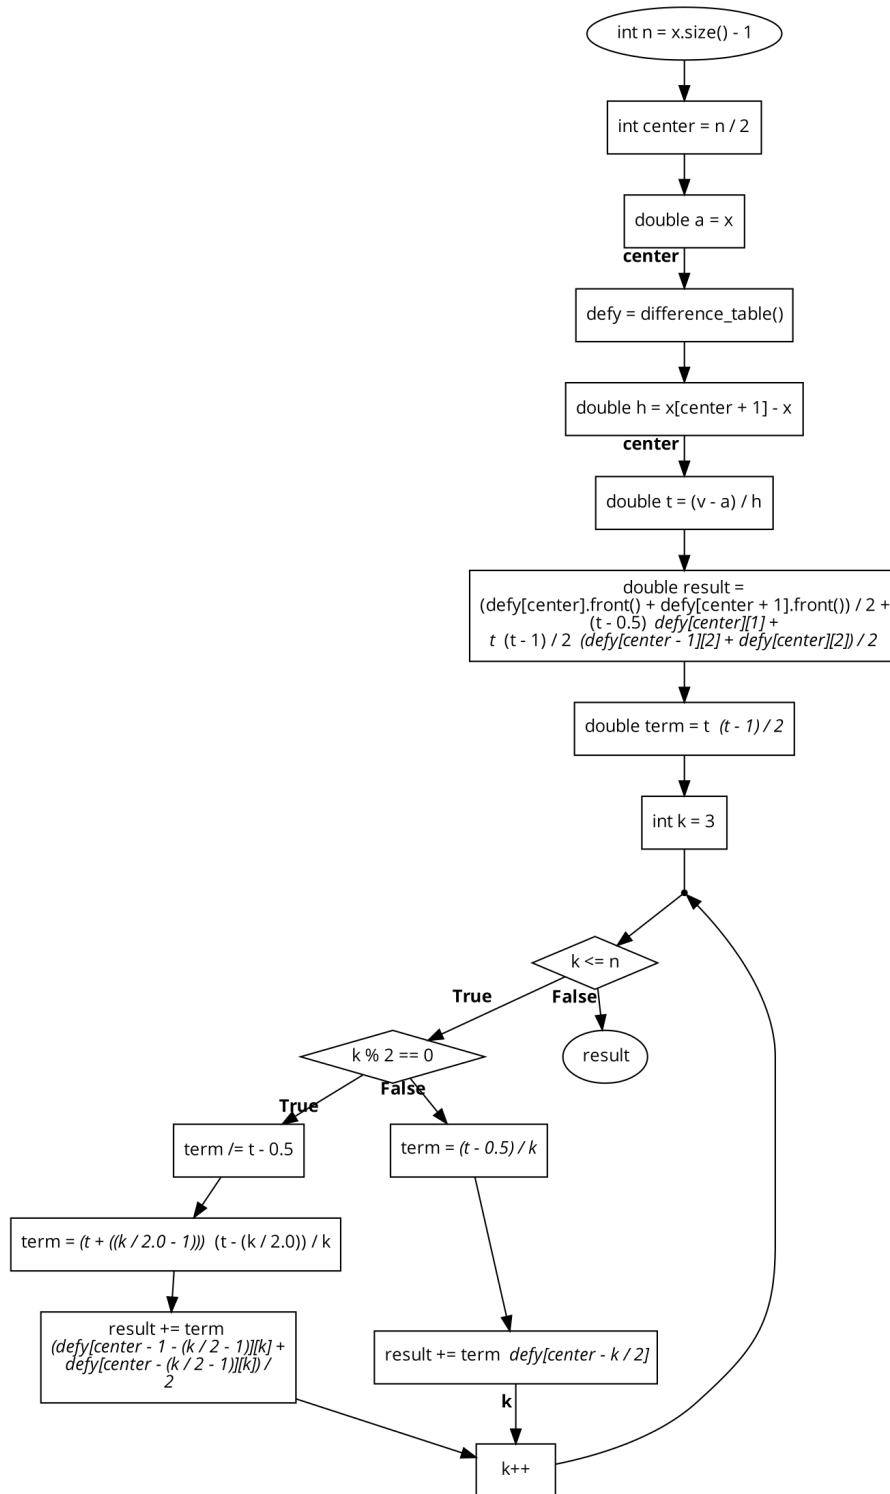 int n = x.size() - 1
int center = n / 2
double a = x
center
defy = difference_table()
double h = x[center + 1] - x
center
double t = (v - a) / h
double result =
(defy[center].front() + defy[center + 1].front()) / 2 +
(t - 0.5) defy[center][1] +
t (t - 1) / 2 (defy[center - 1][2] + defy[center][2]) / 2
double term = t (t - 1) / 2
int k = 3
k <= n
True
False
k % 2 == 0
result
True
False
term /= t - 0.5
term = (t - 0.5) / k
term = (t + ((k / 2.0 - 1))) (t - (k / 2.0)) / k
result += term
(defy[center - 1 - (k / 2 - 1)][k] +
defy[center - (k / 2 - 1)][k]) /
2
result += term defy[center - k / 2]
k
k++